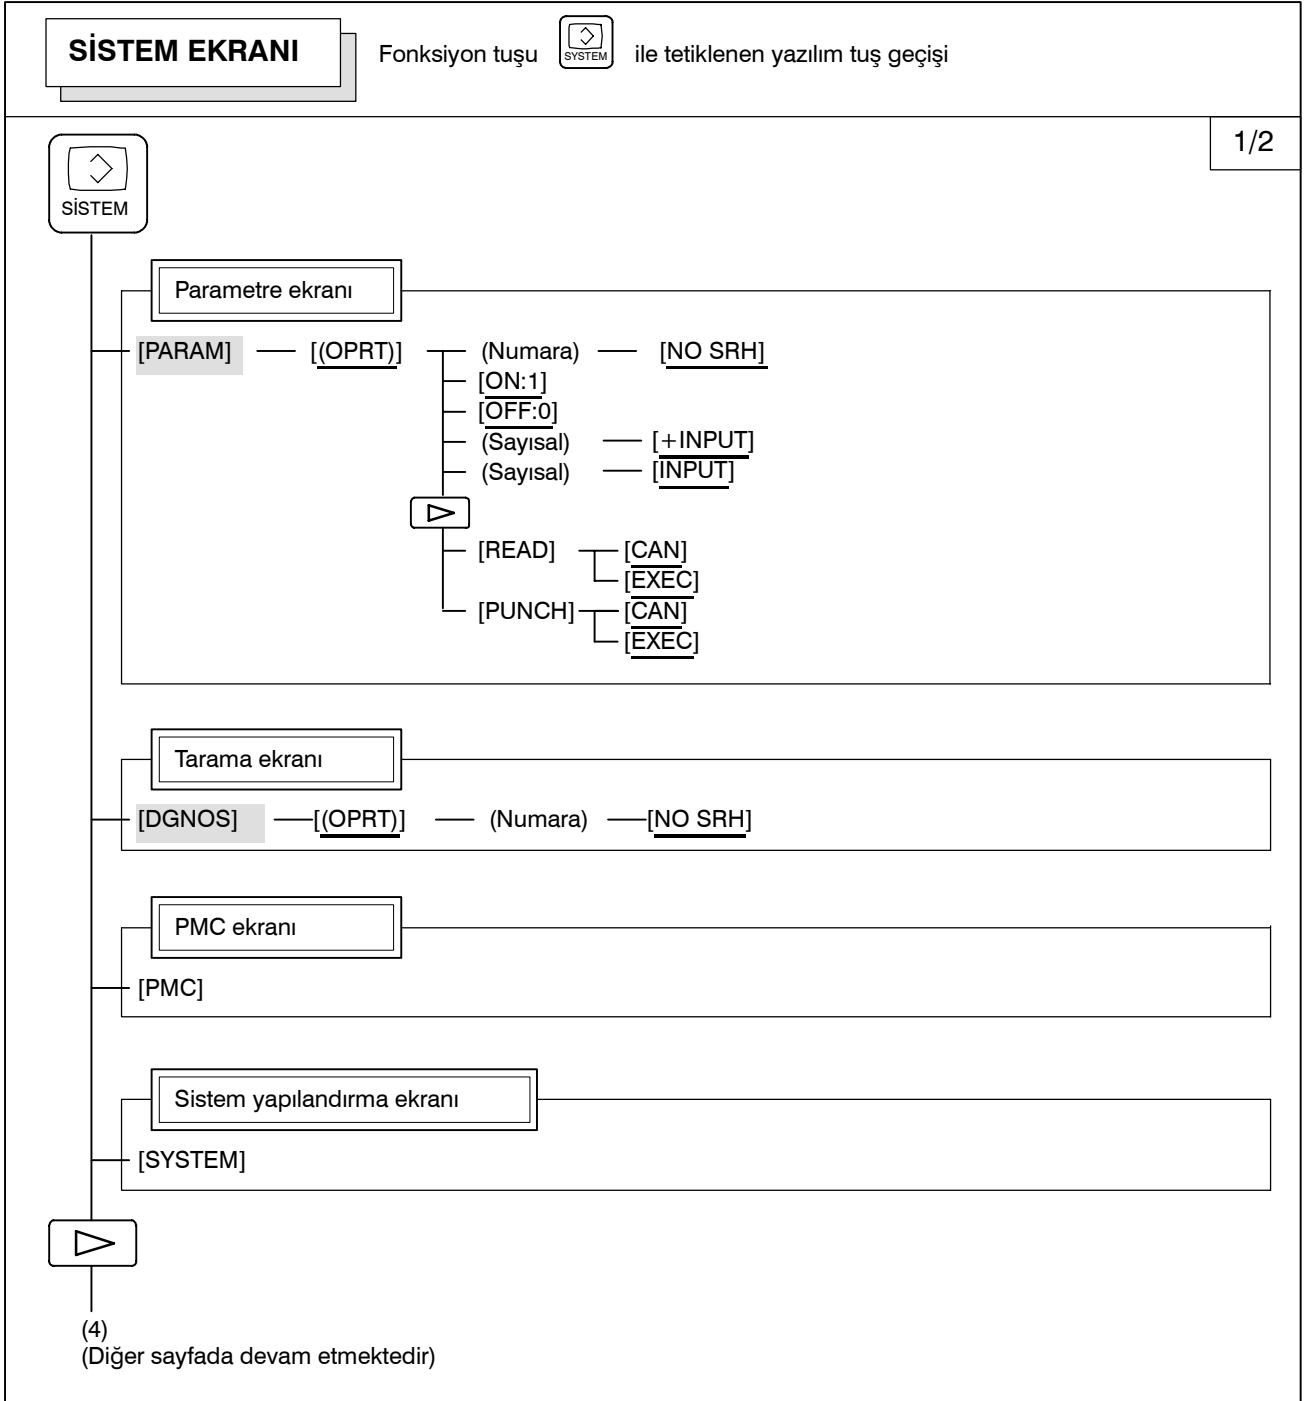 SİSTEM EKRANI
Fonksiyon tuşu SYSTEM ile tetiklenen yazılım tuş geçişi
1/2
SİSTEM
Parametre ekranı
[PARAM] [(OPRT)] (Numara) [NO SRH]
[ON:1]
[OFF:0]
(Sayısal) [+INPUT]
(Sayısal) [INPUT]
[READ] [CAN]
[EXEC]
[PUNCH] [CAN]
[EXEC]
Tarama ekranı
[DGNOS] [(OPRT)] (Numara) [NO SRH]
PMC ekranı
[PMC]
Sistem yapılandırma ekranı
[SYSTEM]
(4)
(Diğer sayfada devam etmektedir)